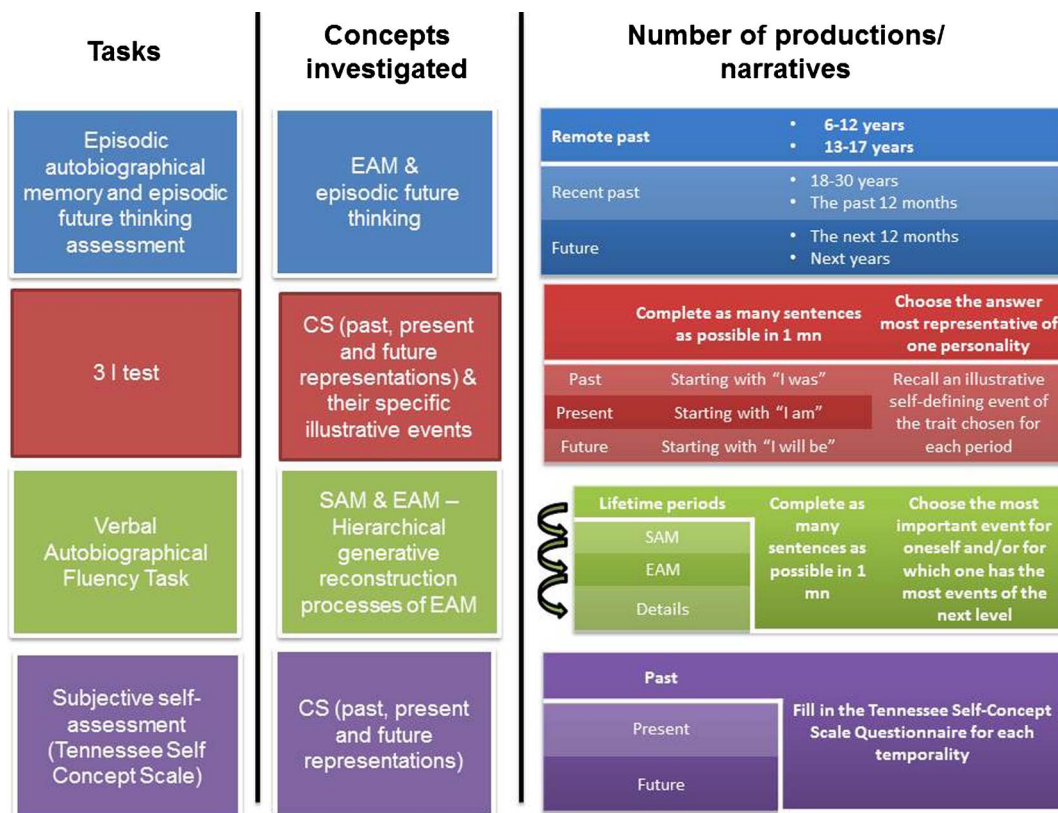 Tasks
Concepts
investigated
Number of productions/
narratives
Episodic
autobiographical
memory and episodic
future thinking
assessment
EAM &
episodic future
thinking
Remote past
• 6-12 years
• 13-17 years
Recent past
• 18-30 years
• The past 12 months
Future
• The next 12 months
• Next years
3 I test
CS (past, present
and future
representations) &
their specific
illustrative events
Complete as many sentences
as possible in 1 mn
Choose the answer
most representative of
one personality
Past
Starting with "I was"
Present
Starting with "I am"
Future
Starting with "I will be"
Recall an illustrative
self-defining event of
the trait chosen for
each period
Verbal
Autobiographical
Fluency Task
SAM & EAM –
Hierarchical
generative
reconstruction
processes of EAM
Lifetime periods
SAM
EAM
Details
Complete as
many
sentences as
possible in 1
mn
Choose the most
important event for
oneself and/or for
which one has the
most events of the
next level
Subjective self-
assessment
(Tennessee Self
Concept Scale)
CS (past, present
and future
representations)
Past
Present
Future
Fill in the Tennessee Self-Concept
Scale Questionnaire for each
temporality